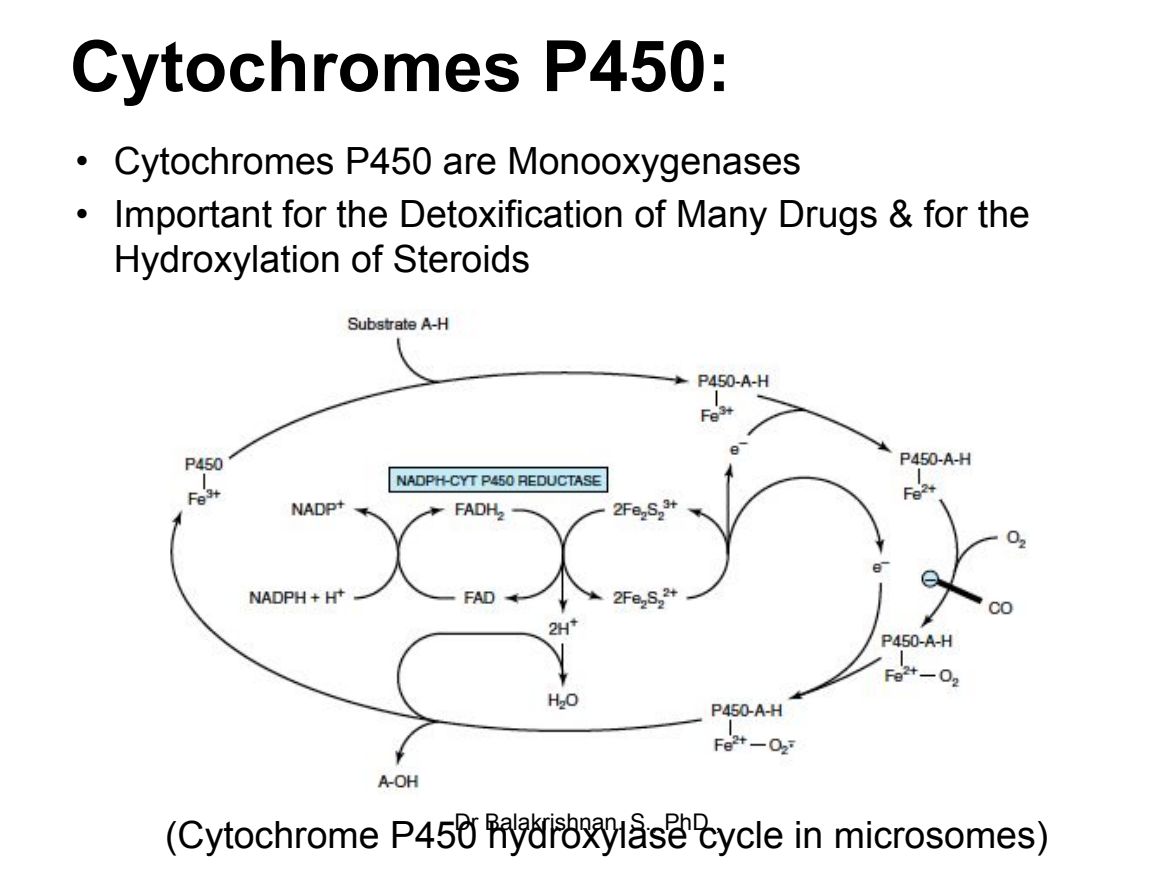 Cytochromes P450:
• Cytochromes P450 are Monooxygenases
• Important for the Detoxification of Many Drugs & for the
Hydroxylation of Steroids
Substrate A-H
P450-A-H
Fe³⁺
e⁻
P450-A-H
Fe²⁺
P450
Fe³⁺
NADPH-CYT P450 REDUCTASE
NADP⁺
FADH₂
2Fe₂S₂³⁺
O₂
e⁻
NADPH + H⁺
FAD
2Fe₂S₂²⁺
CO
2H⁺
P450-A-H
Fe²⁺—O₂
H₂O
P450-A-H
Fe²⁺—O₂⁻
A-OH
Dr Balakrishnan. S., PhD.,
(Cytochrome P450 hydroxylase cycle in microsomes)